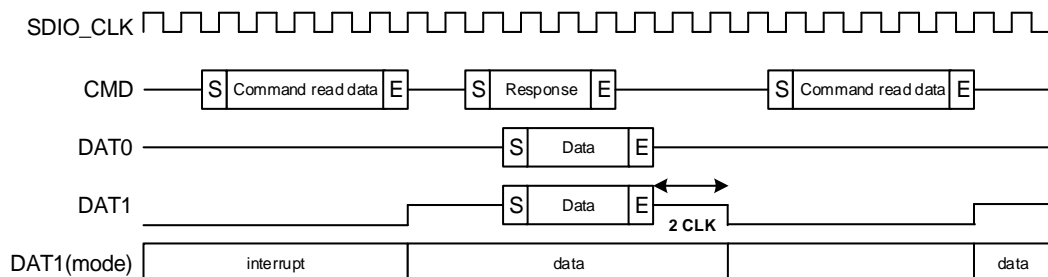 SDIO_CLK
CMD S Command read data E S Response E S Command read data E
DAT0 S Data E
DAT1 S Data E 2 CLK
DAT1(mode) interrupt data data